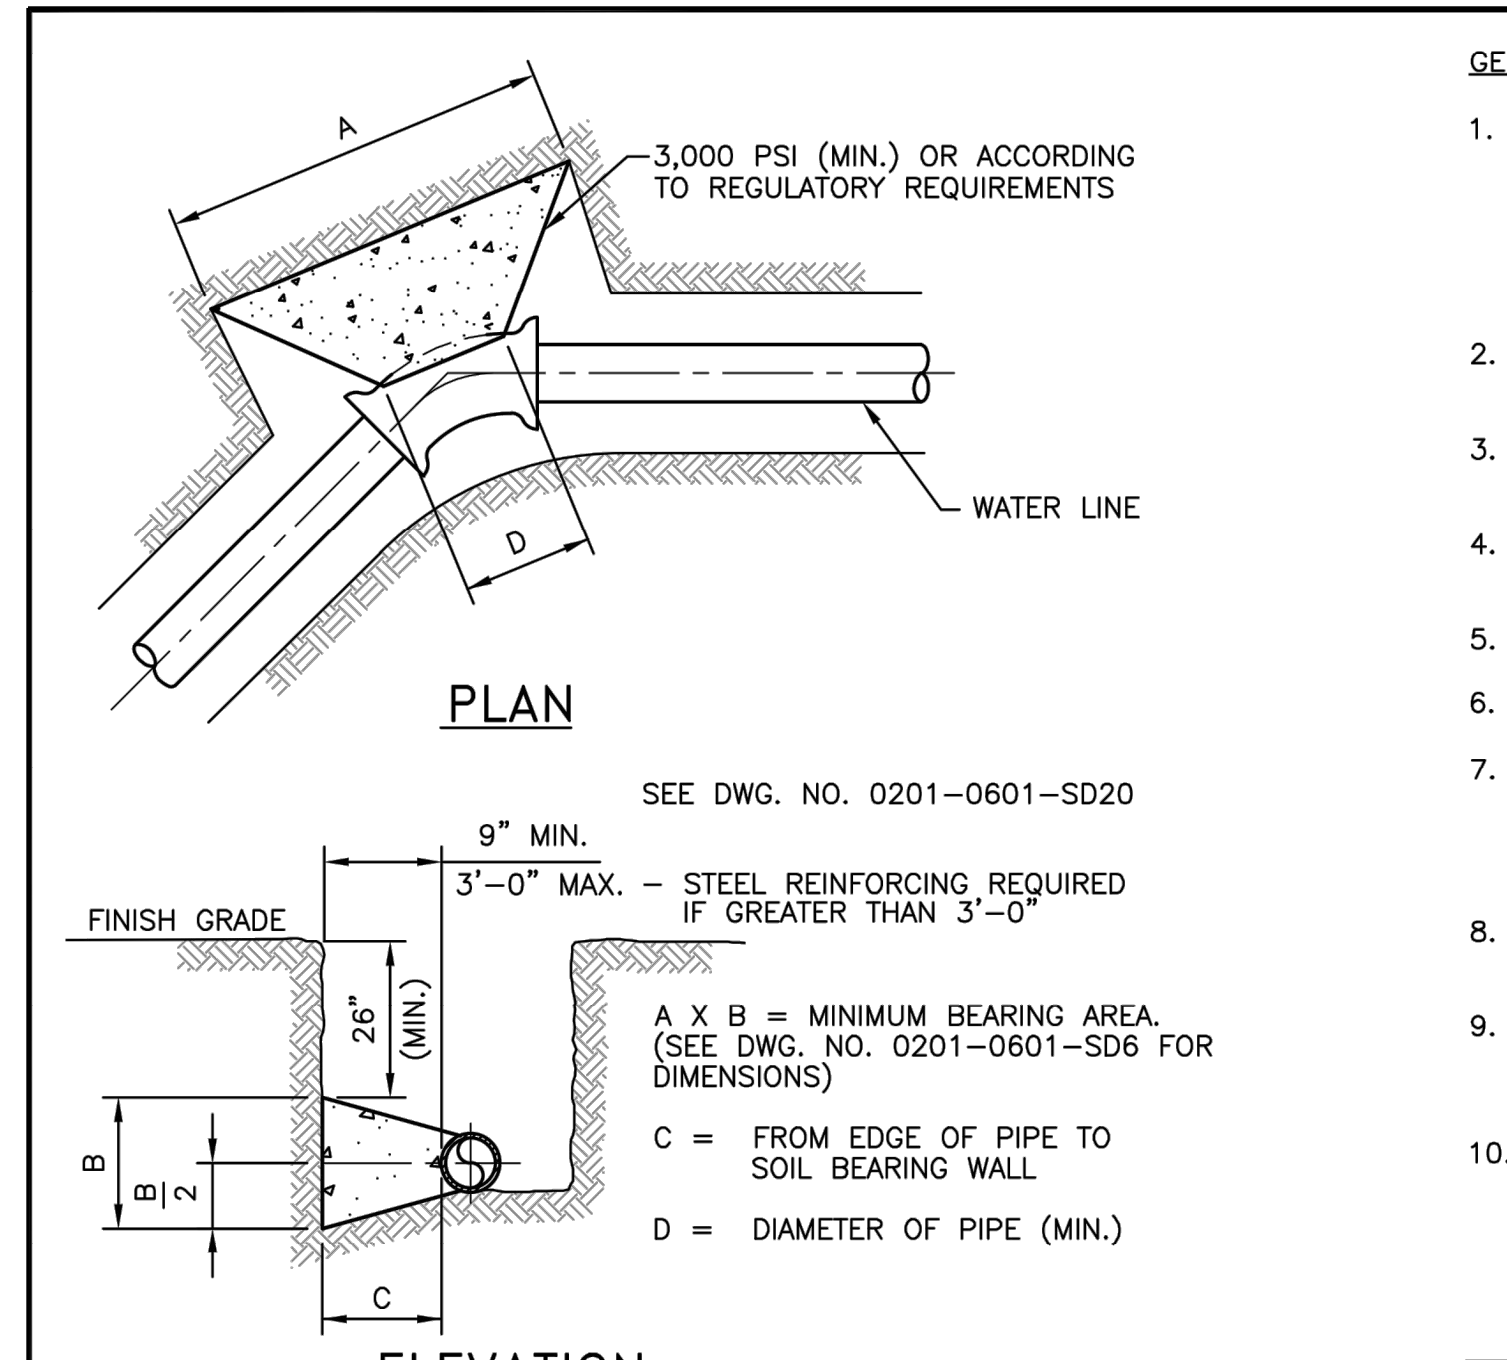 A
3,000 PSI (MIN.) OR ACCORDING
TO REGULATORY REQUIREMENTS
WATER LINE
D
PLAN
SEE DWG. NO. 0201-0601-SD20
9" MIN.
3'-0" MAX. - STEEL REINFORCING REQUIRED
IF GREATER THAN 3'-0"
FINISH GRADE
26"
(MIN.)
A X B = MINIMUM BEARING AREA.
(SEE DWG. NO. 0201-0601-SD6 FOR
DIMENSIONS)
B
B
2
C = FROM EDGE OF PIPE TO
SOIL BEARING WALL
D = DIAMETER OF PIPE (MIN.)
C
ELEVATION
GE
1.
2.
3.
4.
5.
6.
7.
8.
9.
10.